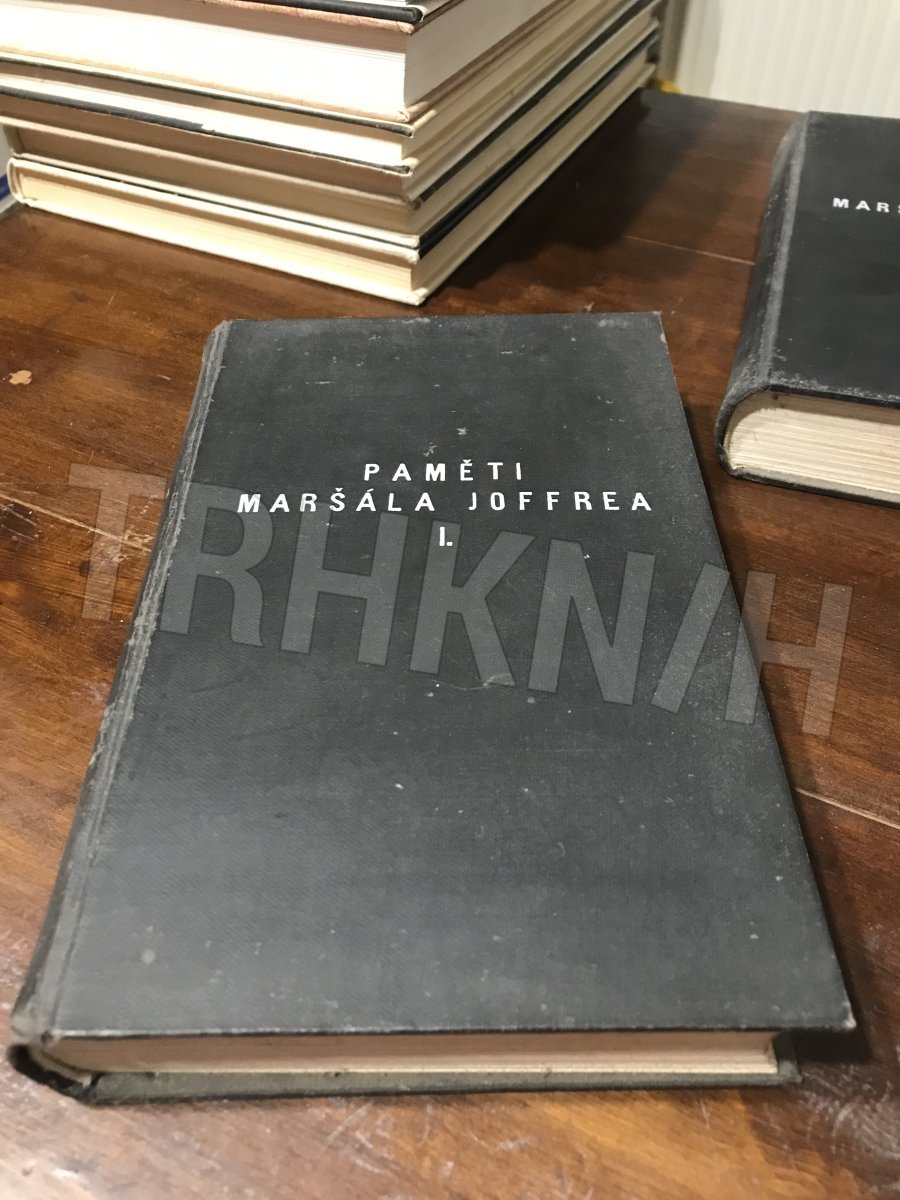 PAMĚTI
MARŠÁLA JOFFREA
I.
TRHKNIH